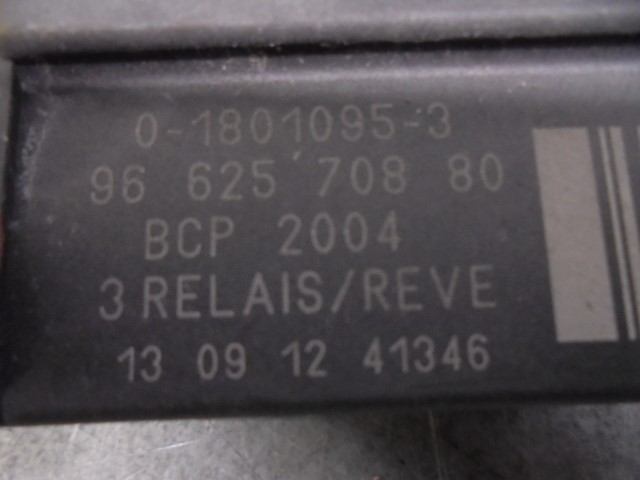 0-1801095-3
96 625 708 80
BCP 2004
3 RELAIS/REVE
13 09 12 41346